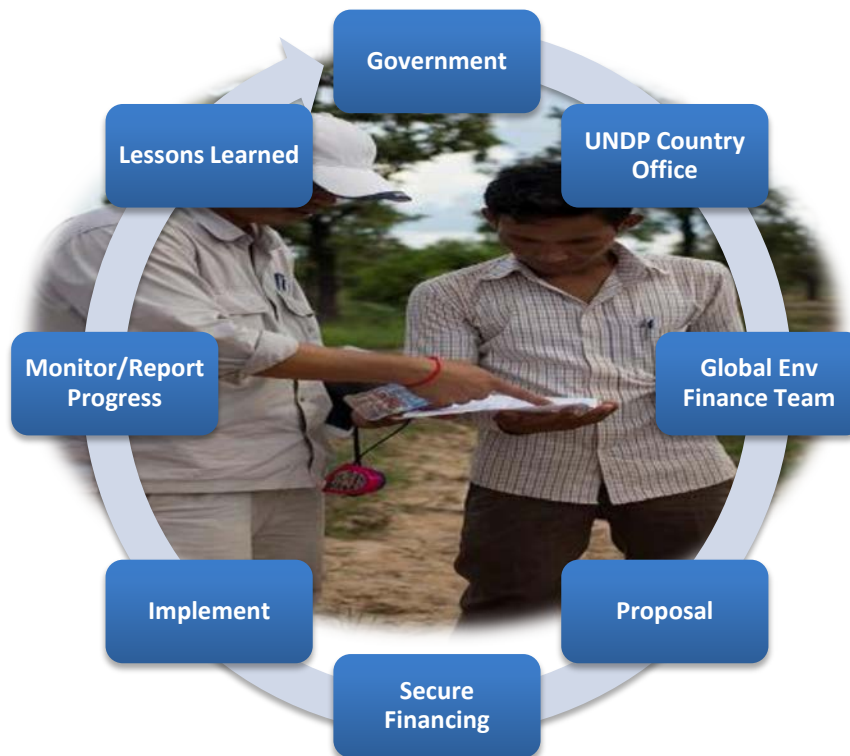 Government
UNDP Country
Office
Global Env
Finance Team
Proposal
Secure
Financing
Implement
Monitor/Report
Progress
Lessons Learned